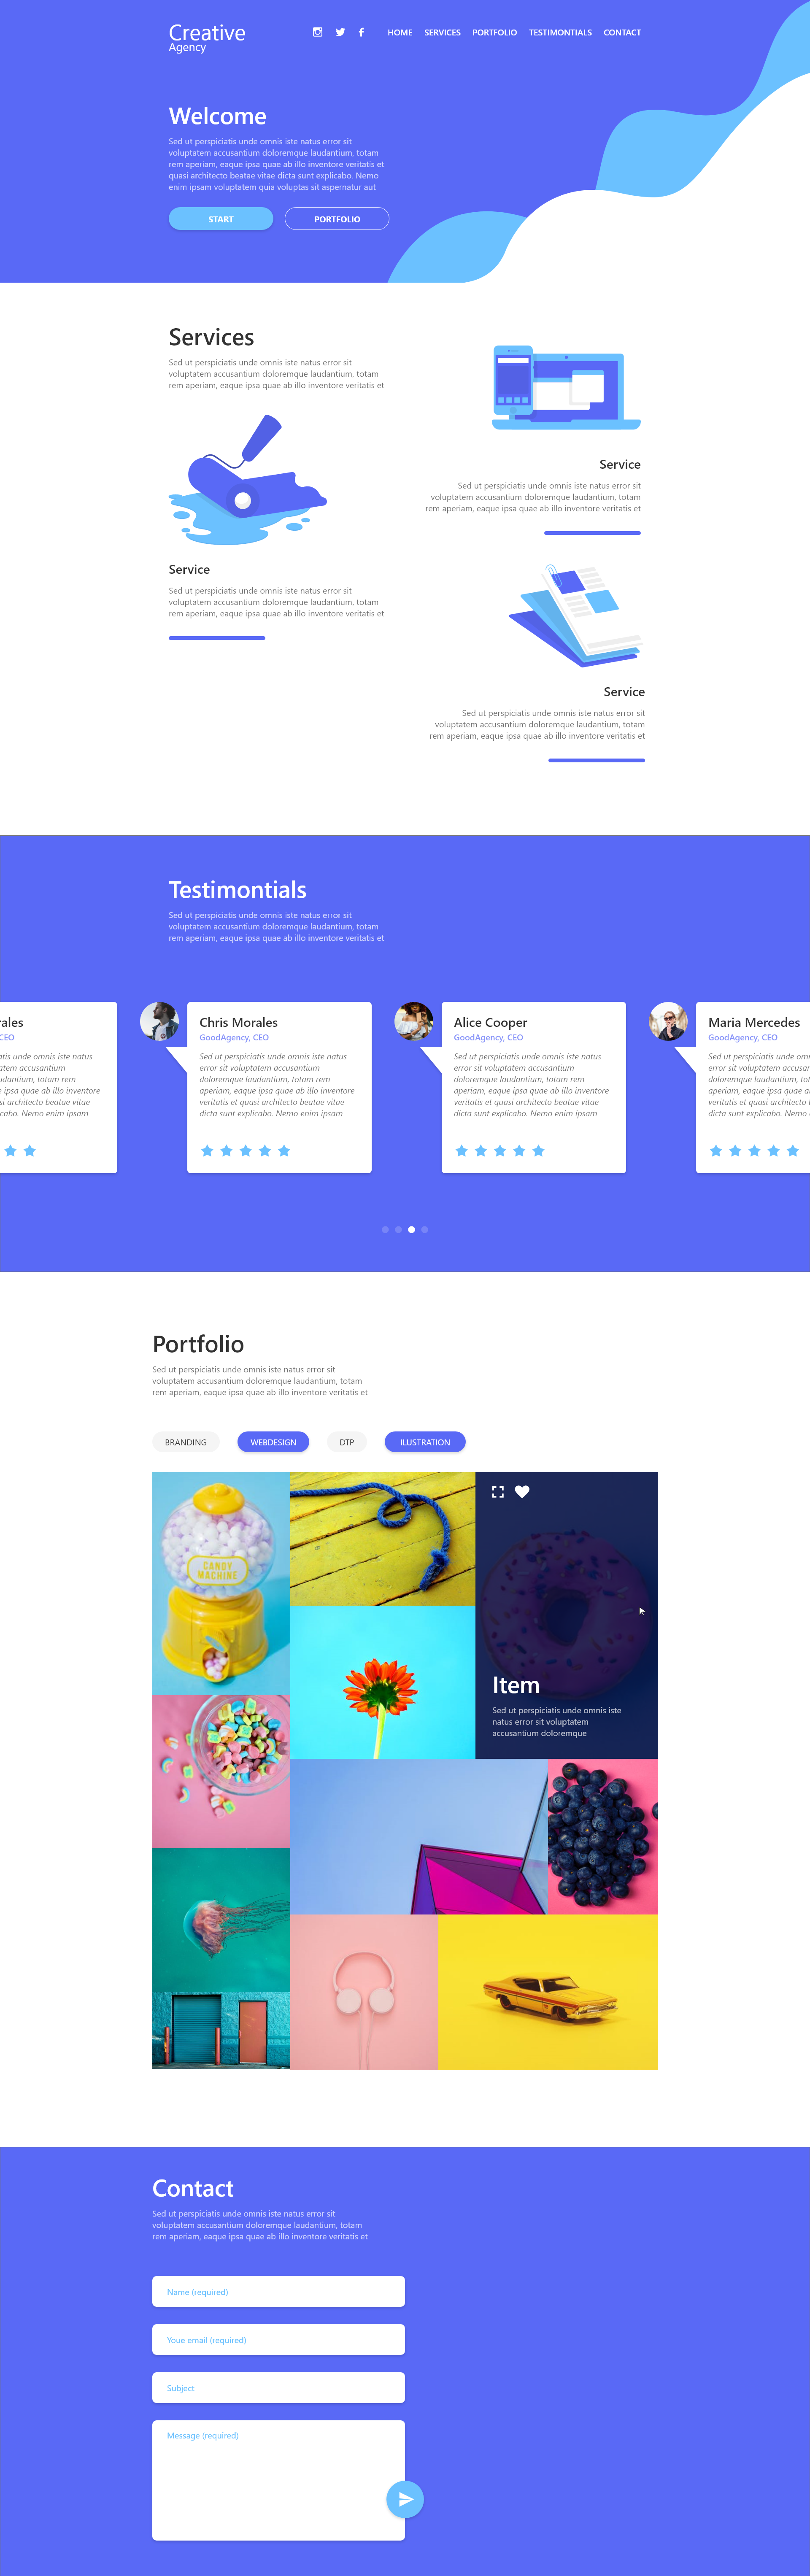 Creative
Agency
HOME SERVICES PORTFOLIO TESTIMONTIALS CONTACT
Welcome
Sed ut perspiciatis unde omnis iste natus error sit
voluptatem accusantium doloremque laudantium, totam
rem aperiam, eaque ipsa quae ab illo inventore veritatis et
quasi architecto beatae vitae dicta sunt explicabo. Nemo
enim ipsam voluptatem quia voluptas sit aspernatur aut
START
PORTFOLIO
Services
Sed ut perspiciatis unde omnis iste natus error sit
voluptatem accusantium doloremque laudantium, totam
rem aperiam, eaque ipsa quae ab illo inventore veritatis et
Service
Sed ut perspiciatis unde omnis iste natus error sit
voluptatem accusantium doloremque laudantium, totam
rem aperiam, eaque ipsa quae ab illo inventore veritatis et
Service
Sed ut perspiciatis unde omnis iste natus error sit
voluptatem accusantium doloremque laudantium, totam
rem aperiam, eaque ipsa quae ab illo inventore veritatis et
Service
Sed ut perspiciatis unde omnis iste natus error sit
voluptatem accusantium doloremque laudantium, totam
rem aperiam, eaque ipsa quae ab illo inventore veritatis et
Testimontials
Sed ut perspiciatis unde omnis iste natus error sit
voluptatem accusantium doloremque laudantium, totam
rem aperiam, eaque ipsa quae ab illo inventore veritatis et
rales
CEO
atis unde omnis iste natus
oluptatem accusantium
udantium, totam rem
e ipsa quae ab illo inventore
si architecto beatae vitae
cabo. Nemo enim ipsam
Chris Morales
GoodAgency, CEO
Sed ut perspiciatis unde omnis iste natus
error sit voluptatem accusantium
doloremque laudantium, totam rem
aperiam, eaque ipsa quae ab illo inventore
veritatis et quasi architecto beatae vitae
dicta sunt explicabo. Nemo enim ipsam
Alice Cooper
GoodAgency, CEO
Sed ut perspiciatis unde omnis iste natus
error sit voluptatem accusantium
doloremque laudantium, totam rem
aperiam, eaque ipsa quae ab illo inventore
veritatis et quasi architecto beatae vitae
dicta sunt explicabo. Nemo enim ipsam
Maria Mercedes
GoodAgency, CEO
Sed ut perspiciatis unde omnis
error sit voluptatem accusan
doloremque laudantium, tot
aperiam, eaque ipsa quae ab
veritatis et quasi architecto b
dicta sunt explicabo. Nemo
Portfolio
Sed ut perspiciatis unde omnis iste natus error sit
voluptatem accusantium doloremque laudantium, totam
rem aperiam, eaque ipsa quae ab illo inventore veritatis et
BRANDING
WEBDESIGN
DTP
ILUSTRATION
CANDY
MACHINE
Item
Sed ut perspiciatis unde omnis iste
natus error sit voluptatem
accusantium doloremque
Contact
Sed ut perspiciatis unde omnis iste natus error sit
voluptatem accusantium doloremque laudantium, totam
rem aperiam, eaque ipsa quae ab illo inventore veritatis et
Name (required)
Youe email (required)
Subject
Message (required)